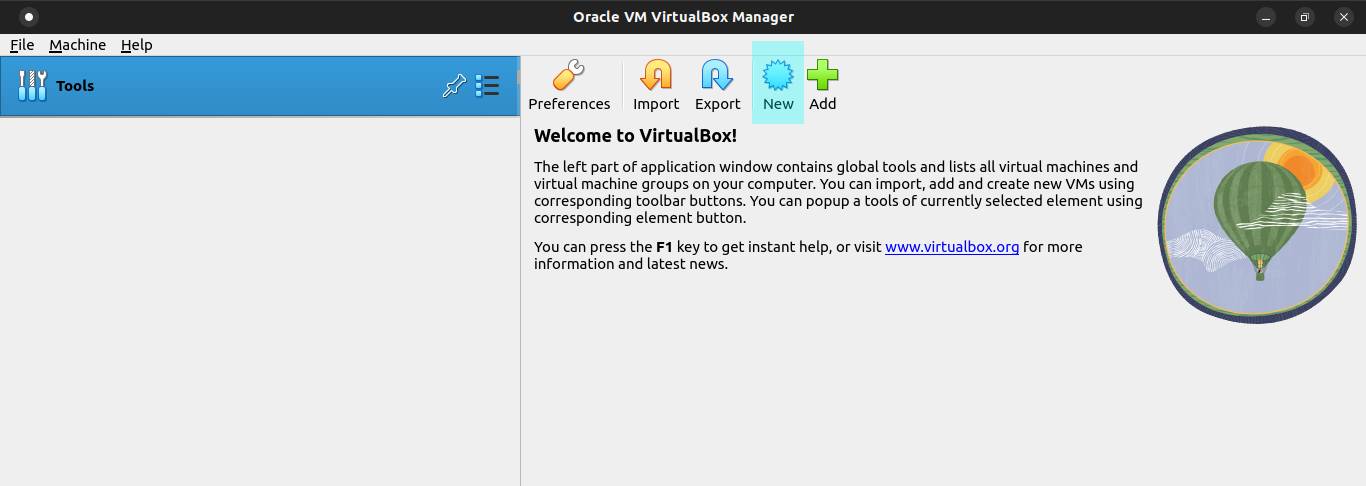 Oracle VM VirtualBox Manager
File Machine Help
Tools
Preferences Import Export New Add
Welcome to VirtualBox!
The left part of application window contains global tools and lists all virtual machines and
virtual machine groups on your computer. You can import, add and create new VMs using
corresponding toolbar buttons. You can popup a tools of currently selected element using
corresponding element button.
You can press the F1 key to get instant help, or visit www.virtualbox.org for more
information and latest news.